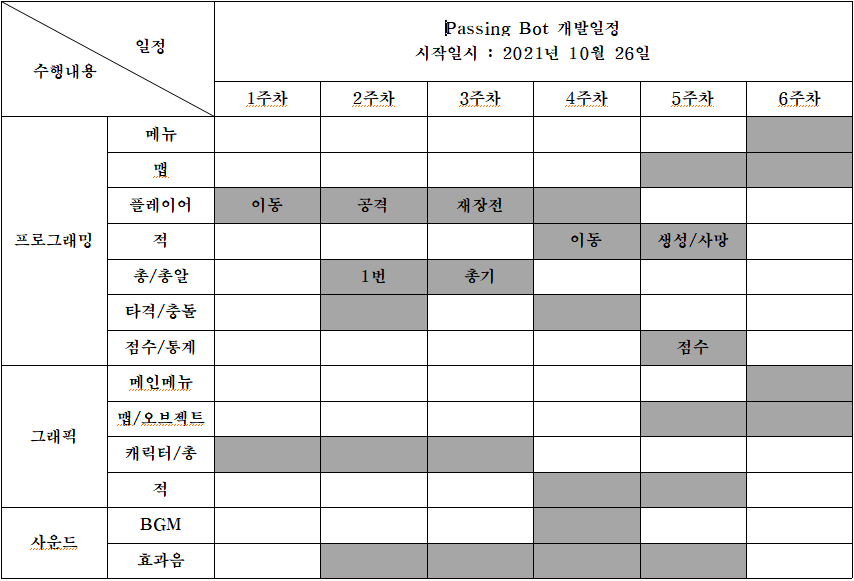 일정
수행내용
Passing Bot 개발일정
시작일시 : 2021년 10월 26일
1주차 2주차 3주차 4주차 5주차 6주차
프로그래밍
메뉴
맵
플레이어 이동 공격 재장전
적 이동 생성/사망
총/총알 1번 총기
타격/충돌
점수/통계 점수
그래픽
메인메뉴
맵/오브젝트
캐릭터/총
적
사운드
BGM
효과음